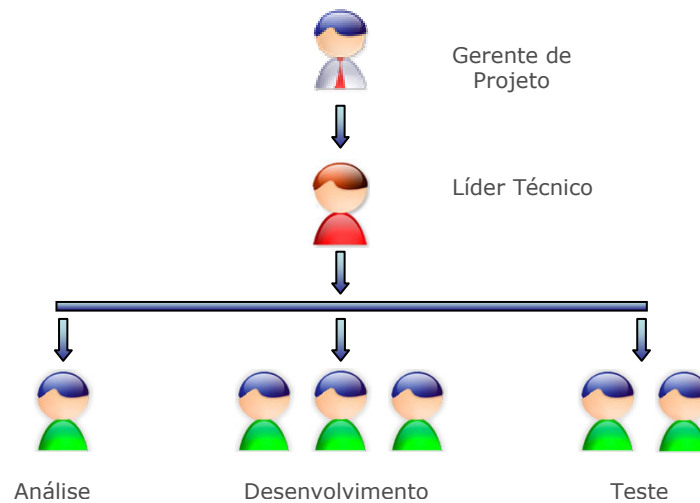 Gerente de
Projeto
Líder Técnico
Análise
Desenvolvimento
Teste